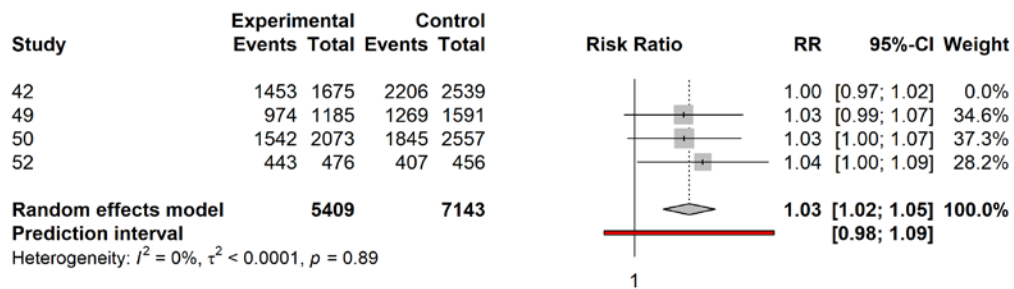 Experimental Control
Study Events Total Events Total Risk Ratio RR 95%-CI Weight
42 1453 1675 2206 2539 1.00 [0.97; 1.02] 0.0%
49 974 1185 1269 1591 1.03 [0.99; 1.07] 34.6%
50 1542 2073 1845 2557 1.03 [1.00; 1.07] 37.3%
52 443 476 407 456 1.04 [1.00; 1.09] 28.2%
Random effects model 5409 7143 1.03 [1.02; 1.05] 100.0%
Prediction interval [0.98; 1.09]
Heterogeneity: I² = 0%, τ² < 0.0001, p = 0.89
1